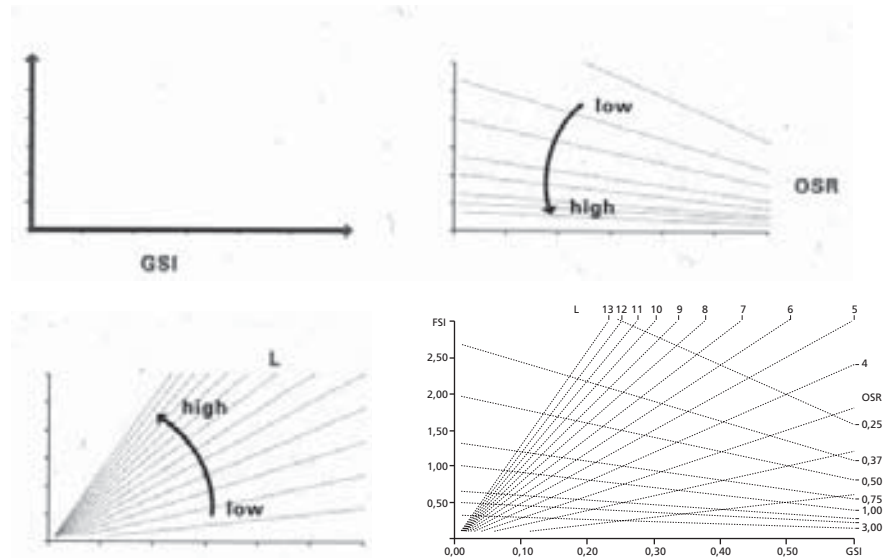 GSI
low
high
OSR
L
high
low
L 13 12 11 10 9 8 7 6 5
FSI
2,50
2,00
1,50
1,00
0,50
4
OSR
0,25
0,37
0,50
0,75
1,00
3,00
0,00 0,10 0,20 0,30 0,40 0,50 GSI